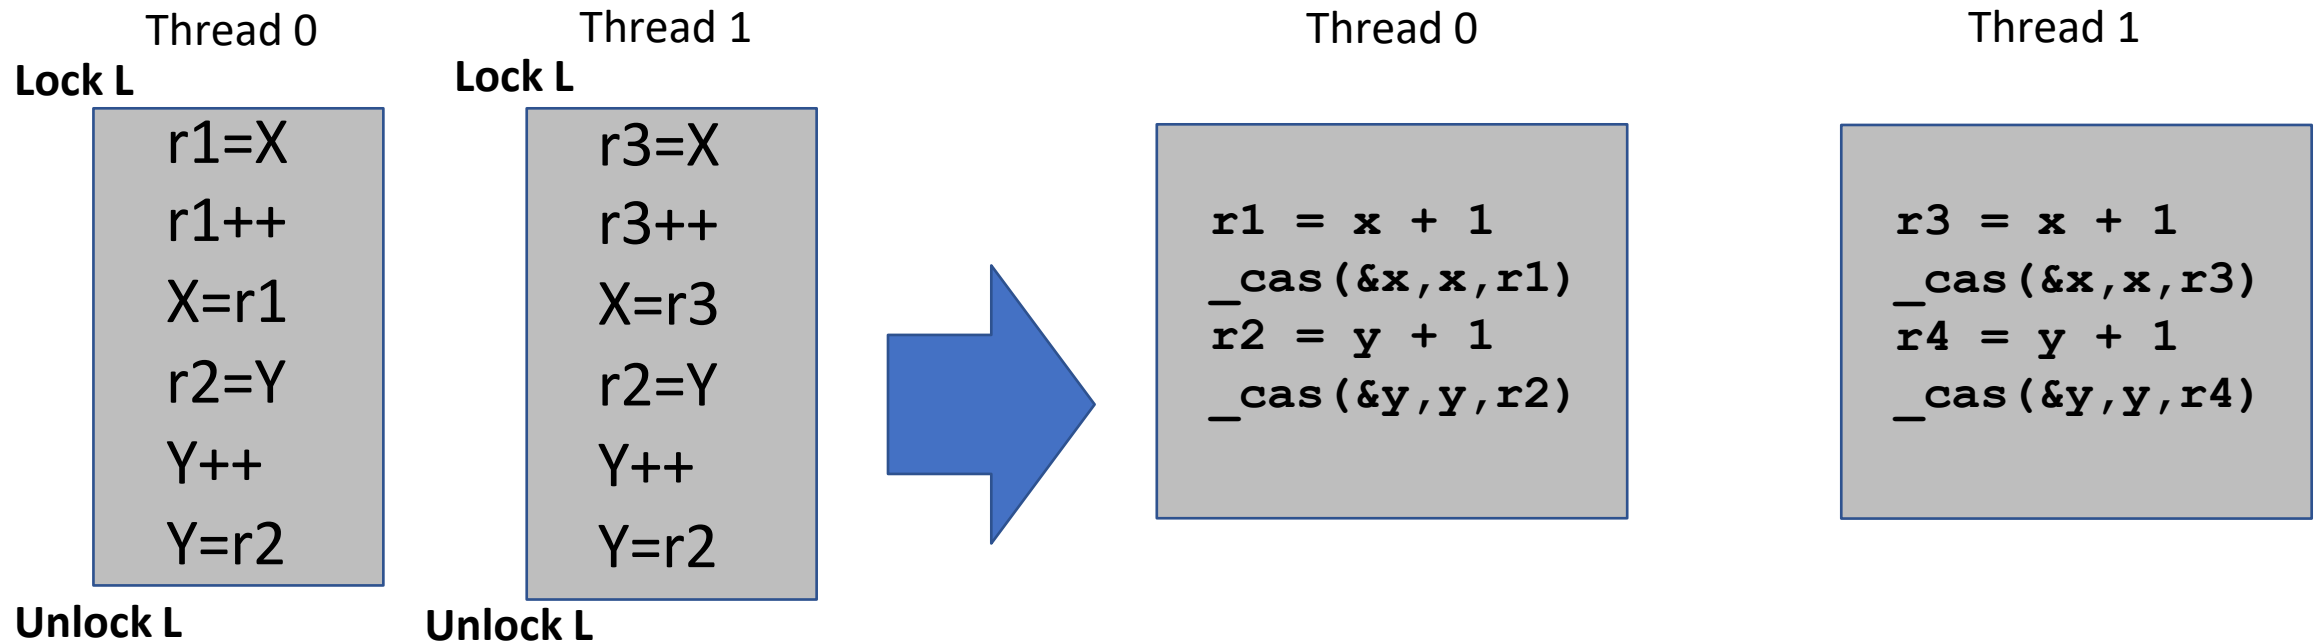 Thread 0
Lock L
r1=X
r1++
X=r1
r2=Y
Y++
Y=r2
Unlock L
Thread 1
Lock L
r3=X
r3++
X=r3
r2=Y
Y++
Y=r2
Unlock L
Thread 0
r1 = x + 1
_cas(&x,x,r1)
r2 = y + 1
_cas(&y,y,r2)
Thread 1
r3 = x + 1
_cas(&x,x,r3)
r4 = y + 1
_cas(&y,y,r4)